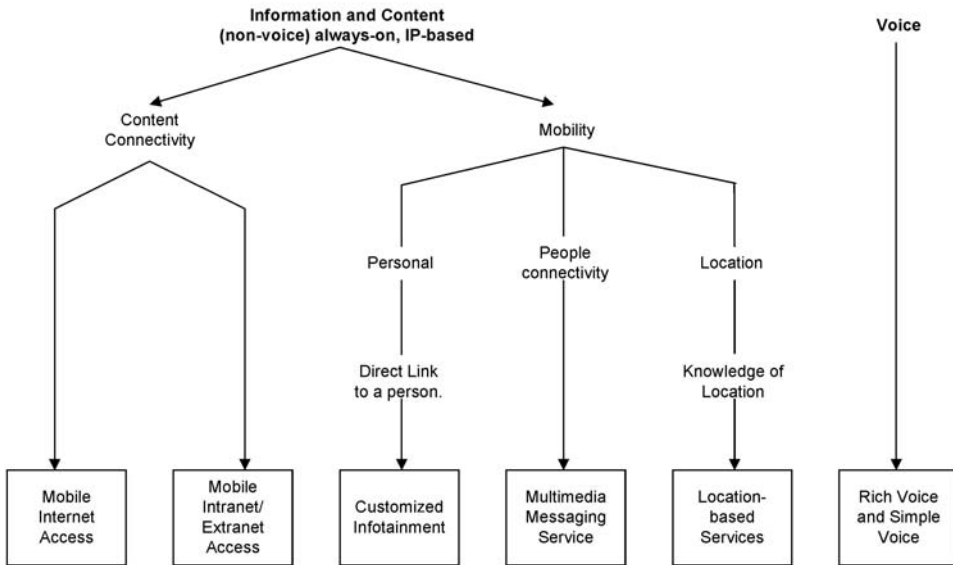 Information and Content
(non-voice) always-on, IP-based
Voice
Content
Connectivity
Mobility
Personal
People
connectivity
Location
Direct Link
to a person.
Knowledge of
Location
Mobile
Internet
Access
Mobile
Intranet/
Extranet
Access
Customized
Infotainment
Multimedia
Messaging
Service
Location-
based
Services
Rich Voice
and Simple
Voice